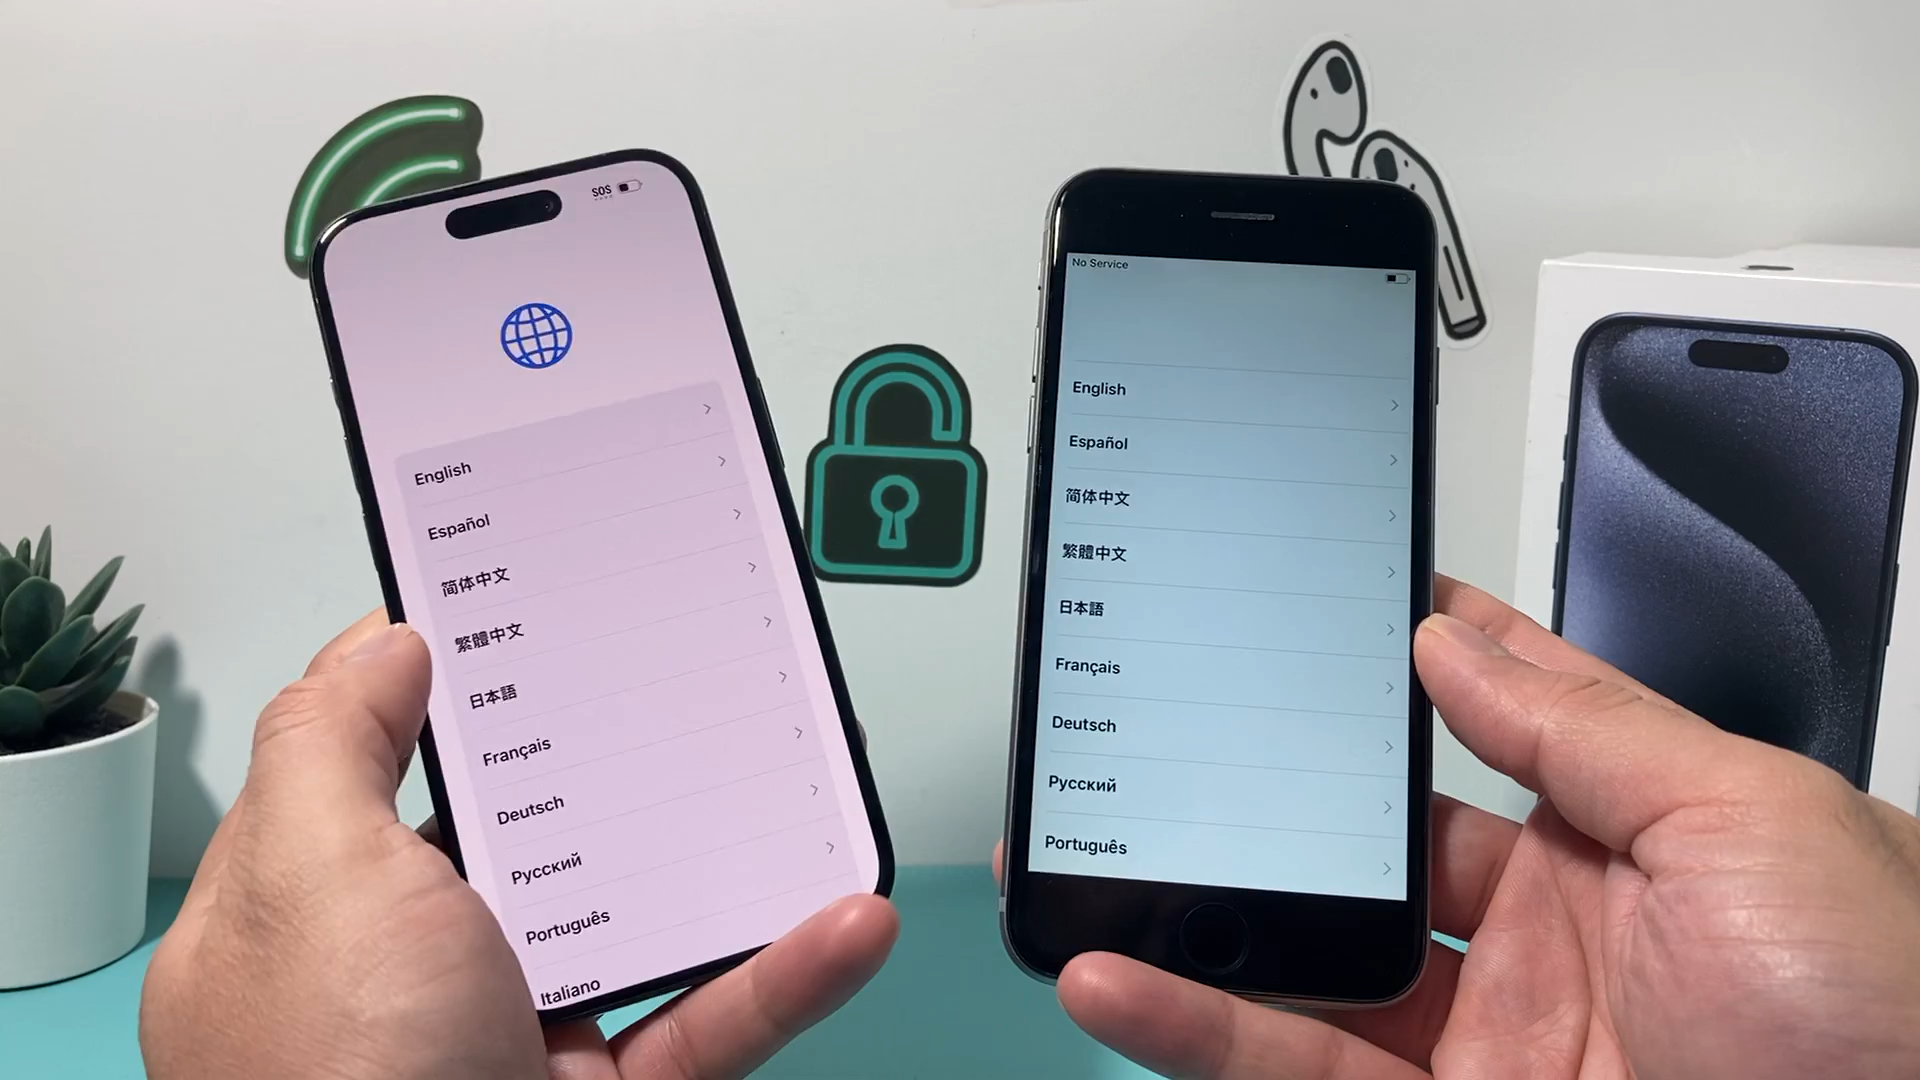 SOS
English
Español
简体中文
繁體中文
日本語
Français
Deutsch
Русский
Português
Italiano
No Service
English
Español
简体中文
繁體中文
日本語
Français
Deutsch
Русский
Português